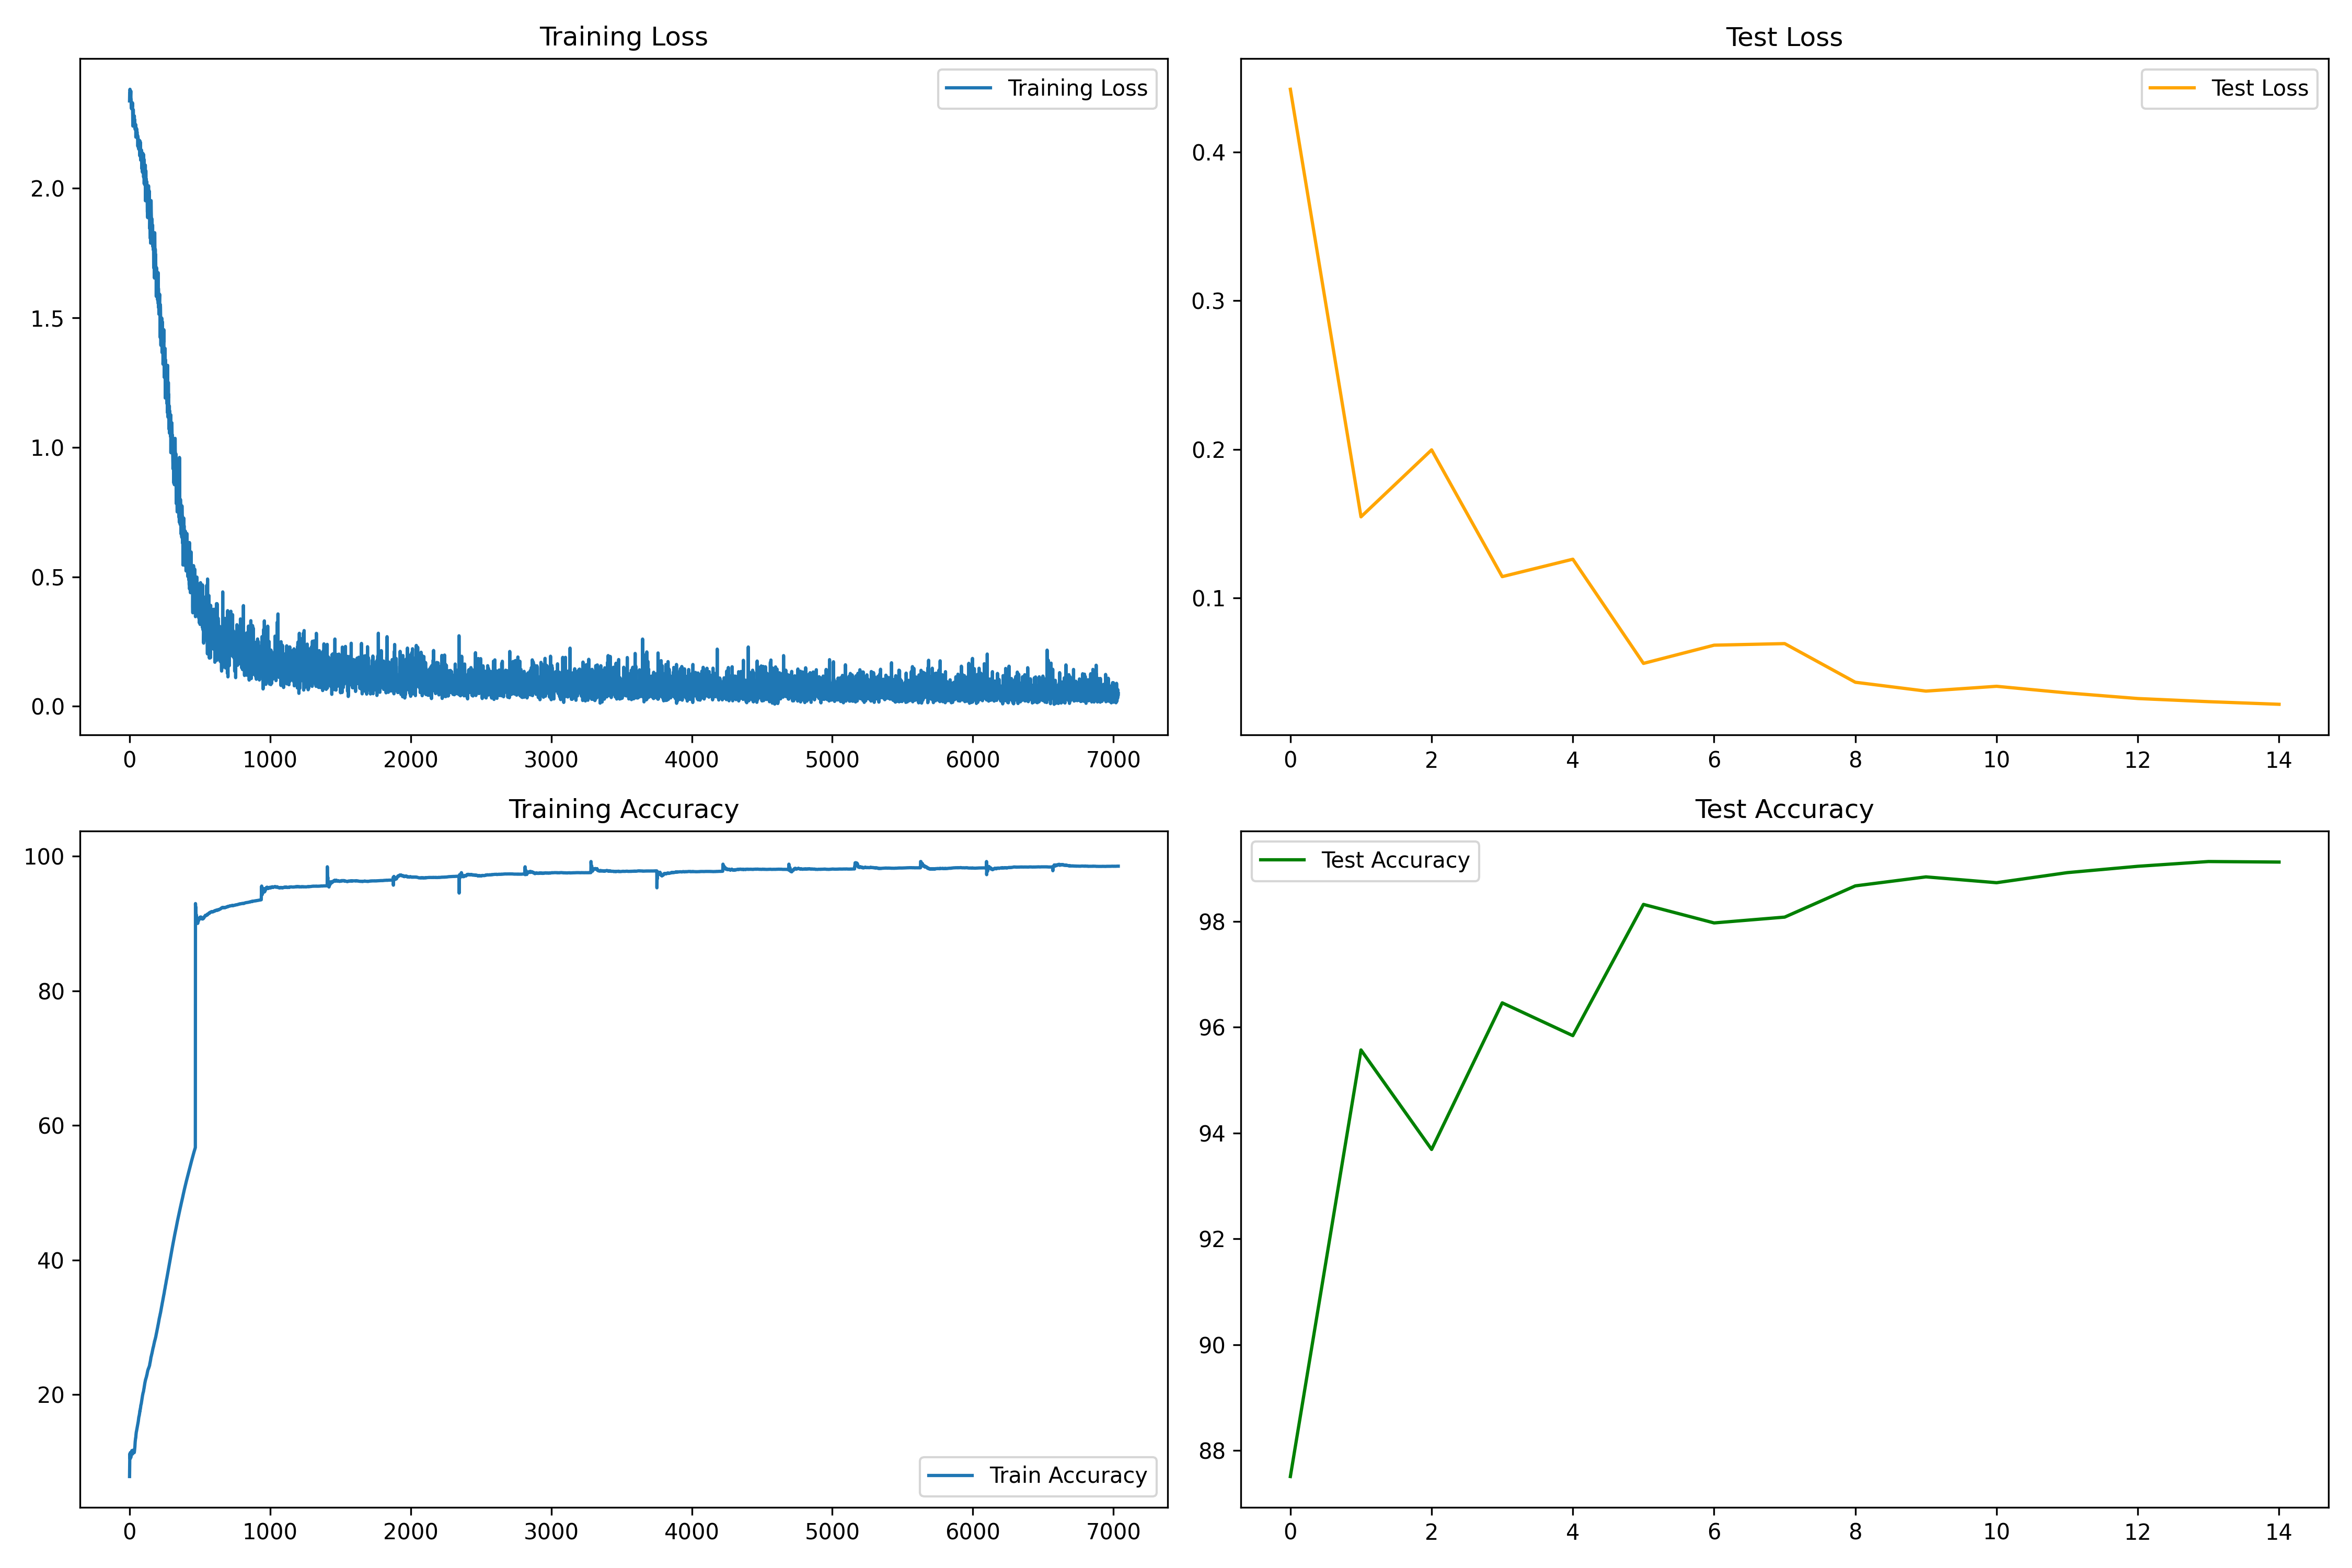 Training Loss
Training Loss
2.0
1.5
1.0
0.5
0.0
0 1000 2000 3000 4000 5000 6000 7000
Test Loss
Test Loss
0.4
0.3
0.2
0.1
0 2 4 6 8 10 12 14
Training Accuracy
100
80
60
40
20
Train Accuracy
0 1000 2000 3000 4000 5000 6000 7000
Test Accuracy
Test Accuracy
98
96
94
92
90
88
0 2 4 6 8 10 12 14